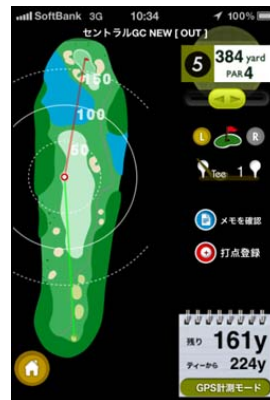 SoftBank 3G 10:34 100%
セントラルGC NEW [ OUT ]
5 384 yard
PAR 4
150
100
50
L R
Tee 1
メモを確認
打点登録
残り 161y
ティーから 224y
GPS計測モード